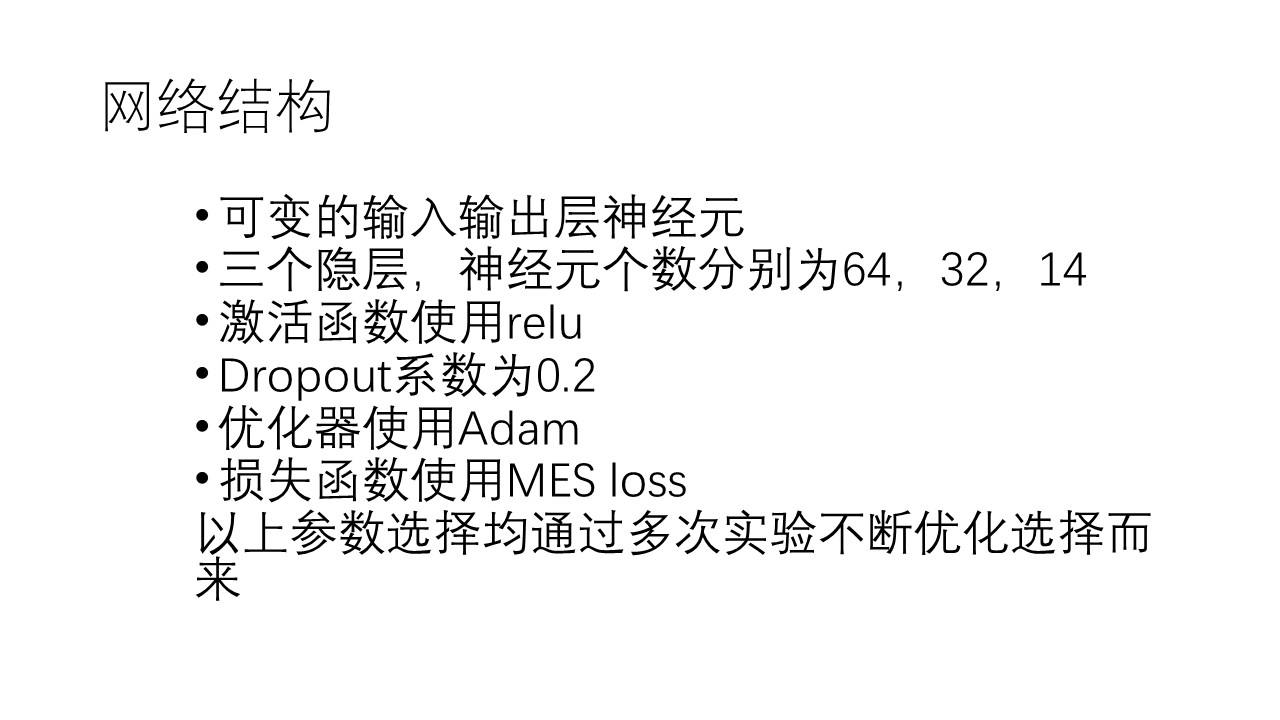 网络结构
• 可变的输入输出层神经元
• 三个隐层，神经元个数分别为64，32，14
• 激活函数使用relu
• Dropout系数为0.2
• 优化器使用Adam
• 损失函数使用MES loss
以上参数选择均通过多次实验不断优化选择而
来